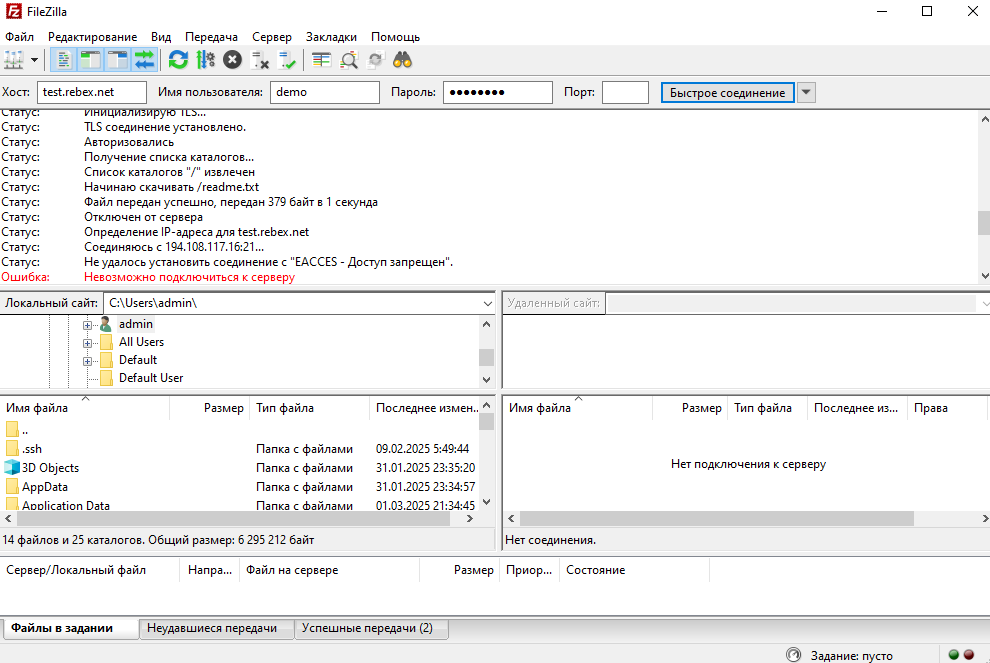 FileZilla
Файл Редактирование Вид Передача Сервер Закладки Помощь
Хост: test.rebex.net Имя пользователя: demo Пароль: ●●●●●●●● Порт: Быстрое соединение
Статус: Инициализирую TLS...
Статус: TLS соединение установлено.
Статус: Авторизовались
Статус: Получение списка каталогов...
Статус: Список каталогов "/" извлечен
Статус: Начинаю скачивать /readme.txt
Статус: Файл передан успешно, передан 379 байт в 1 секунда
Статус: Отключен от сервера
Статус: Определение IP-адреса для test.rebex.net
Статус: Соединяюсь с 194.108.117.16:21...
Статус: Не удалось установить соединение с "EACCES - Доступ запрещен".
Ошибка: Невозможно подключиться к серверу
Локальный сайт: C:\Users\admin\
admin
All Users
Default
Default User
Удаленный сайт:
Имя файла Размер Тип файла Последнее измен...
..
.ssh Папка с файлами 09.02.2025 5:49:44
3D Objects Папка с файлами 31.01.2025 23:35:20
AppData Папка с файлами 31.01.2025 23:34:57
Application Data Папка с файлами 01.03.2025 21:34:45
14 файлов и 25 каталогов. Общий размер: 6 295 212 байт
Имя файла Размер Тип файла Последнее из... Права
Нет подключения к серверу
Нет соединения.
Сервер/Локальный файл Напра... Файл на сервере Размер Приор... Состояние
Файлы в задании Неудавшиеся передачи Успешные передачи (2)
Задание: пусто